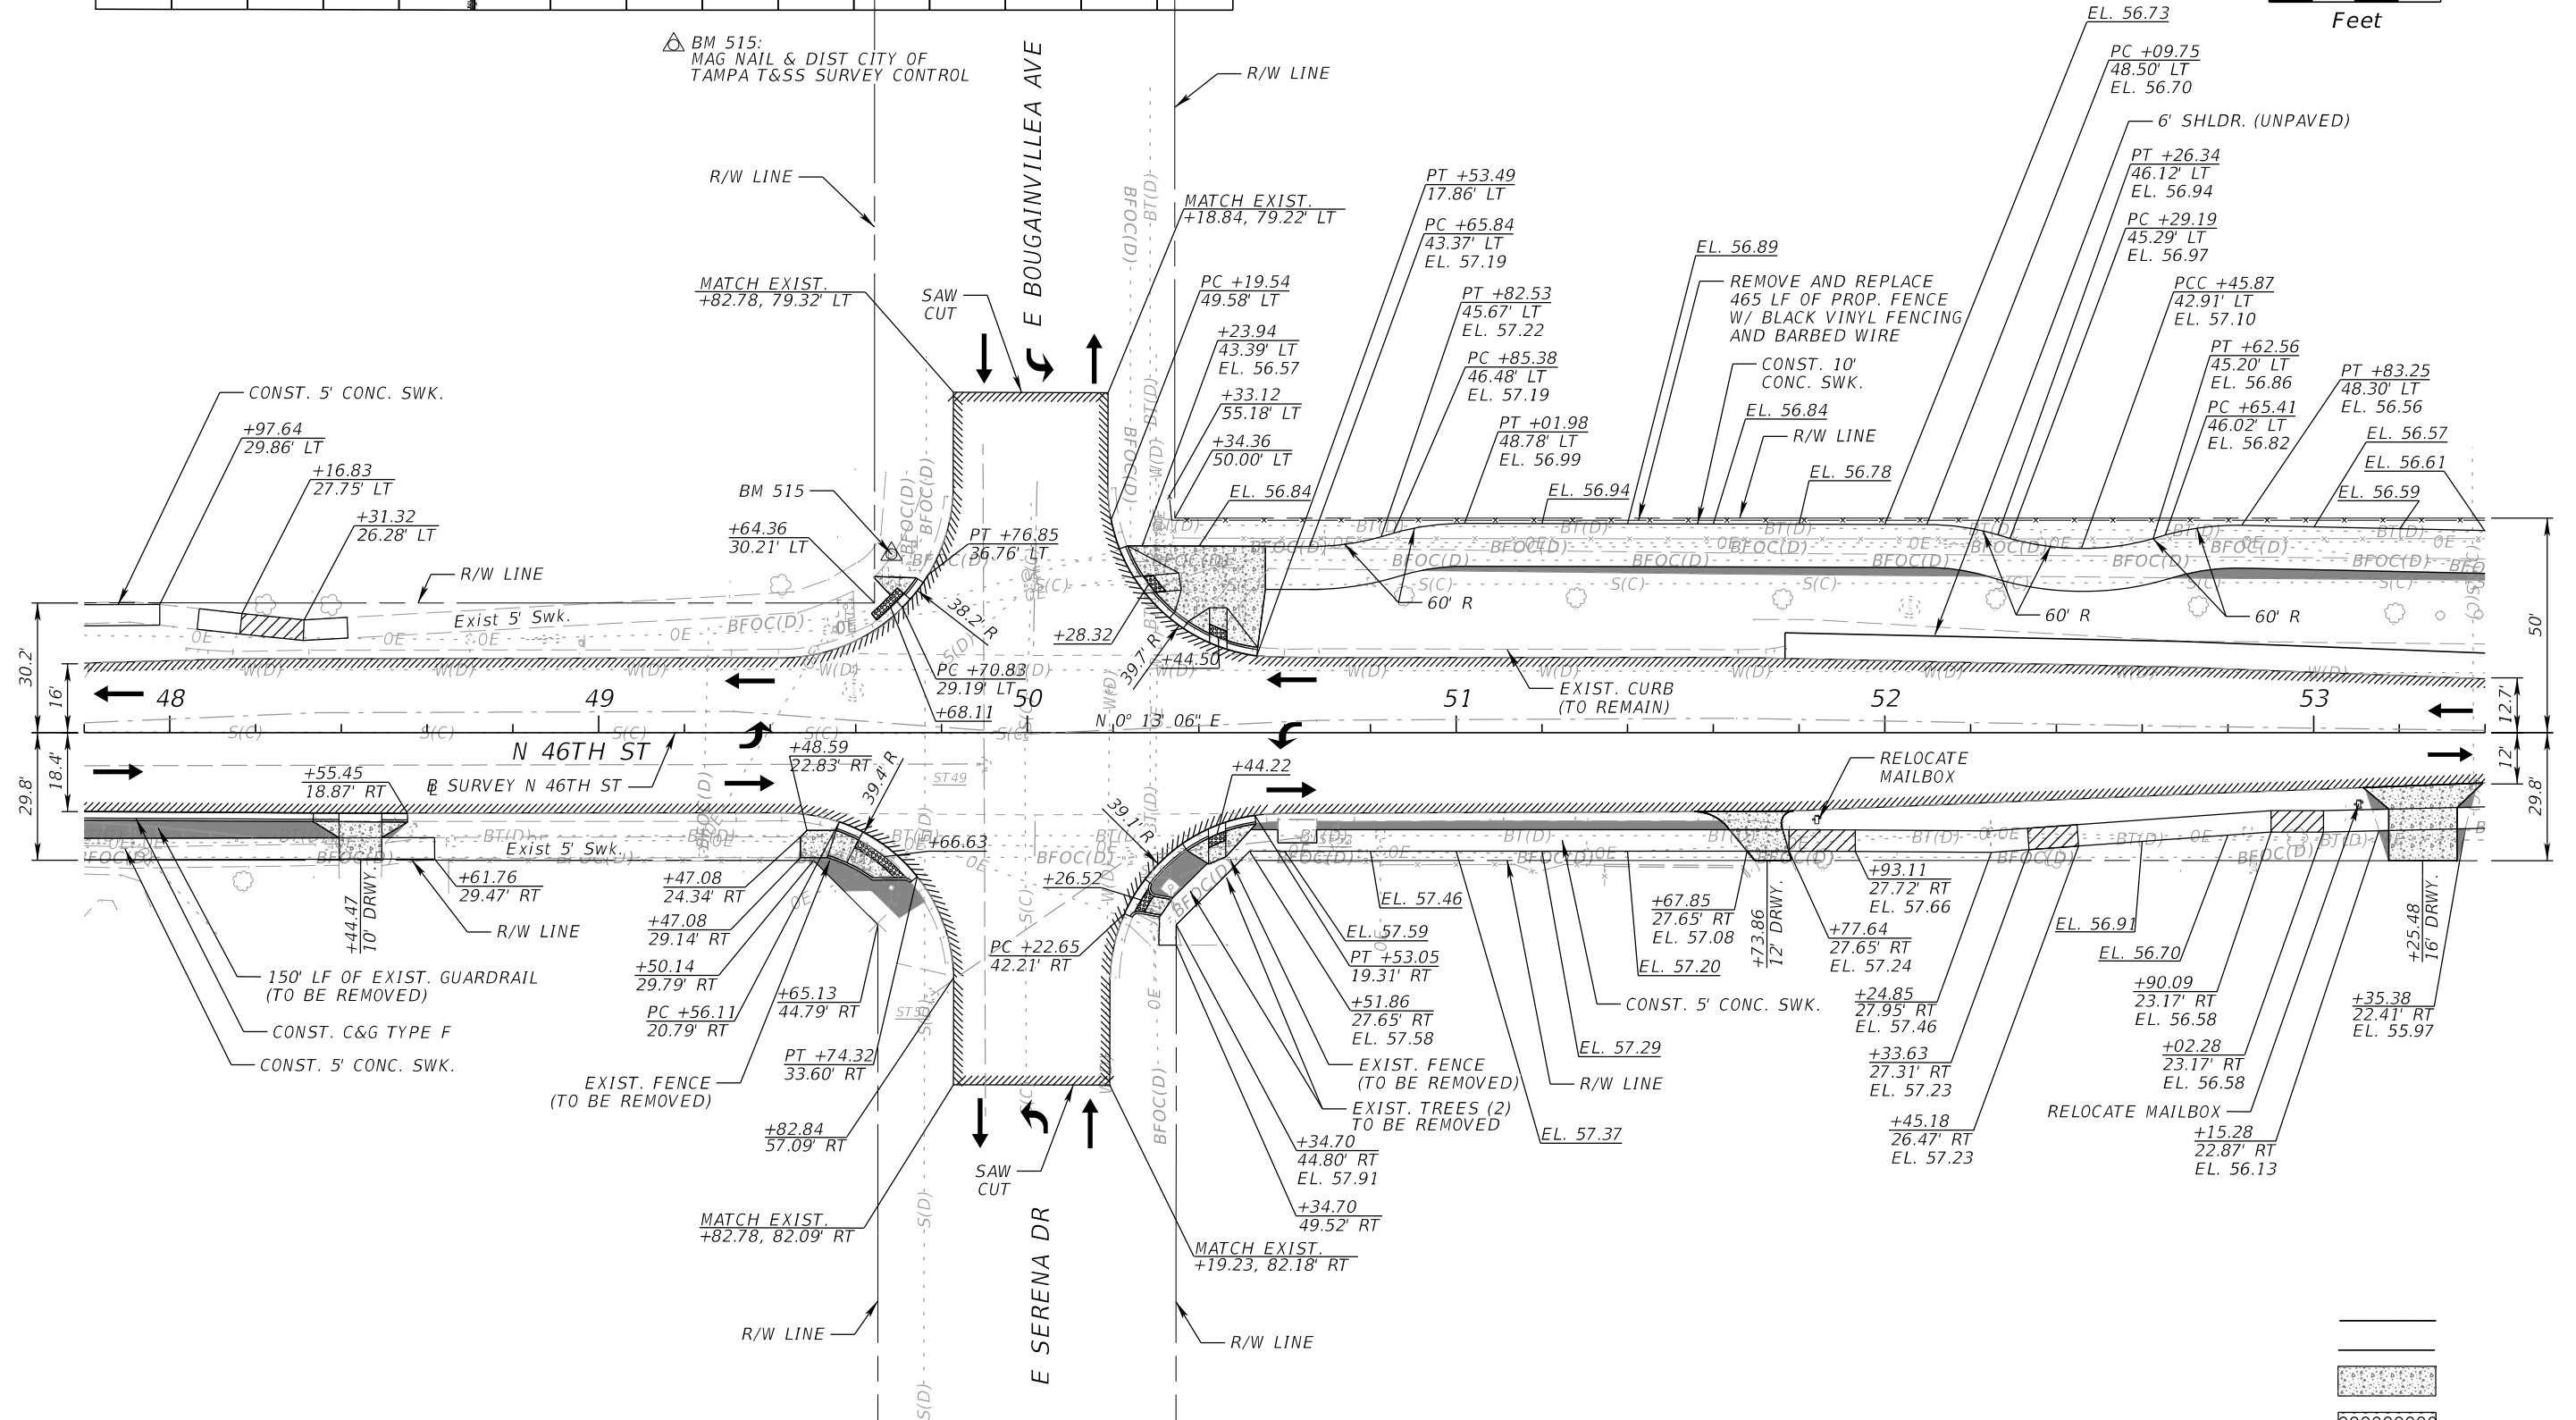 Feet
BM 515:
MAG NAIL & DIST CITY OF
TAMPA T&SS SURVEY CONTROL
E BOUGAINVILLEA AVE
R/W LINE
R/W LINE
EL. 56.73
PC +09.75
48.50' LT
EL. 56.70
6' SHLDR. (UNPAVED)
PT +26.34
46.12' LT
EL. 56.94
PC +29.19
45.29' LT
EL. 56.97
PCC +45.87
42.91' LT
EL. 57.10
PT +62.56
45.20' LT
EL. 56.86
PC +65.41
46.02' LT
EL. 56.82
PT +83.25
48.30' LT
EL. 56.56
EL. 56.57
EL. 56.61
EL. 56.59
MATCH EXIST.
+18.84, 79.22' LT
PT +53.49
17.86' LT
PC +65.84
43.37' LT
EL. 57.19
PC +19.54
49.58' LT
+23.94
43.39' LT
EL. 56.57
+33.12
55.18' LT
+34.36
50.00' LT
EL. 56.84
PT +82.53
45.67' LT
EL. 57.22
PC +85.38
46.48' LT
EL. 57.19
PT +01.98
48.78' LT
EL. 56.99
EL. 56.94
EL. 56.89
REMOVE AND REPLACE
465 LF OF PROP. FENCE
W/ BLACK VINYL FENCING
AND BARBED WIRE
CONST. 10'
CONC. SWK.
EL. 56.84
R/W LINE
EL. 56.78
MATCH EXIST.
+82.78, 79.32' LT
SAW
CUT
CONST. 5' CONC. SWK.
+97.64
29.86' LT
+16.83
27.75' LT
+31.32
26.28' LT
R/W LINE
BM 515
+64.36
30.21' LT
PT +76.85
36.76' LT
38.2' R
PC +70.83
29.19' LT
+68.11
+28.32
39.7' R
+44.50
60' R
60' R
60' R
Exist 5' Swk.
EXIST. CURB
(TO REMAIN)
30.2'
16'
50'
12.7'
48
49
50
51
52
53
N 0° 13' 06" E
N 46TH ST
B SURVEY N 46TH ST
29.8'
18.4'
12'
29.8'
+55.45
18.87' RT
Exist 5' Swk.
+61.76
29.47' RT
+44.47
10' DRWY.
R/W LINE
150' LF OF EXIST. GUARDRAIL
(TO BE REMOVED)
CONST. C&G TYPE F
CONST. 5' CONC. SWK.
+48.59
22.83' RT
39.4' R
ST49
+66.63
+47.08
24.34' RT
+47.08
29.14' RT
+50.14
29.79' RT
PC +56.11
20.79' RT
+65.13
44.79' RT
PT +74.32
33.60' RT
EXIST. FENCE
(TO BE REMOVED)
+82.84
57.09' RT
MATCH EXIST.
+82.78, 82.09' RT
SAW
CUT
E SERENA DR
R/W LINE
R/W LINE
+44.22
39.1' R
+26.52
PC +22.65
42.21' RT
EL. 57.46
EL. 57.59
PT +53.05
19.31' RT
+51.86
27.65' RT
EL. 57.58
EXIST. FENCE
(TO BE REMOVED)
EXIST. TREES (2)
TO BE REMOVED
+34.70
44.80' RT
EL. 57.91
+34.70
49.52' RT
MATCH EXIST.
+19.23, 82.18' RT
EL. 57.37
R/W LINE
EL. 57.29
CONST. 5' CONC. SWK.
EL. 57.20
+67.85
27.65' RT
EL. 57.08
+73.86
12' DRWY.
RELOCATE
MAILBOX
+77.64
27.65' RT
EL. 57.24
+93.11
27.72' RT
EL. 57.66
+24.85
27.95' RT
EL. 57.46
+33.63
27.31' RT
EL. 57.23
+45.18
26.47' RT
EL. 57.23
EL. 56.91
EL. 56.70
+90.09
23.17' RT
EL. 56.58
+02.28
23.17' RT
EL. 56.58
RELOCATE MAILBOX
+15.28
22.87' RT
EL. 56.13
+25.48
16' DRWY.
+35.38
22.41' RT
EL. 55.97